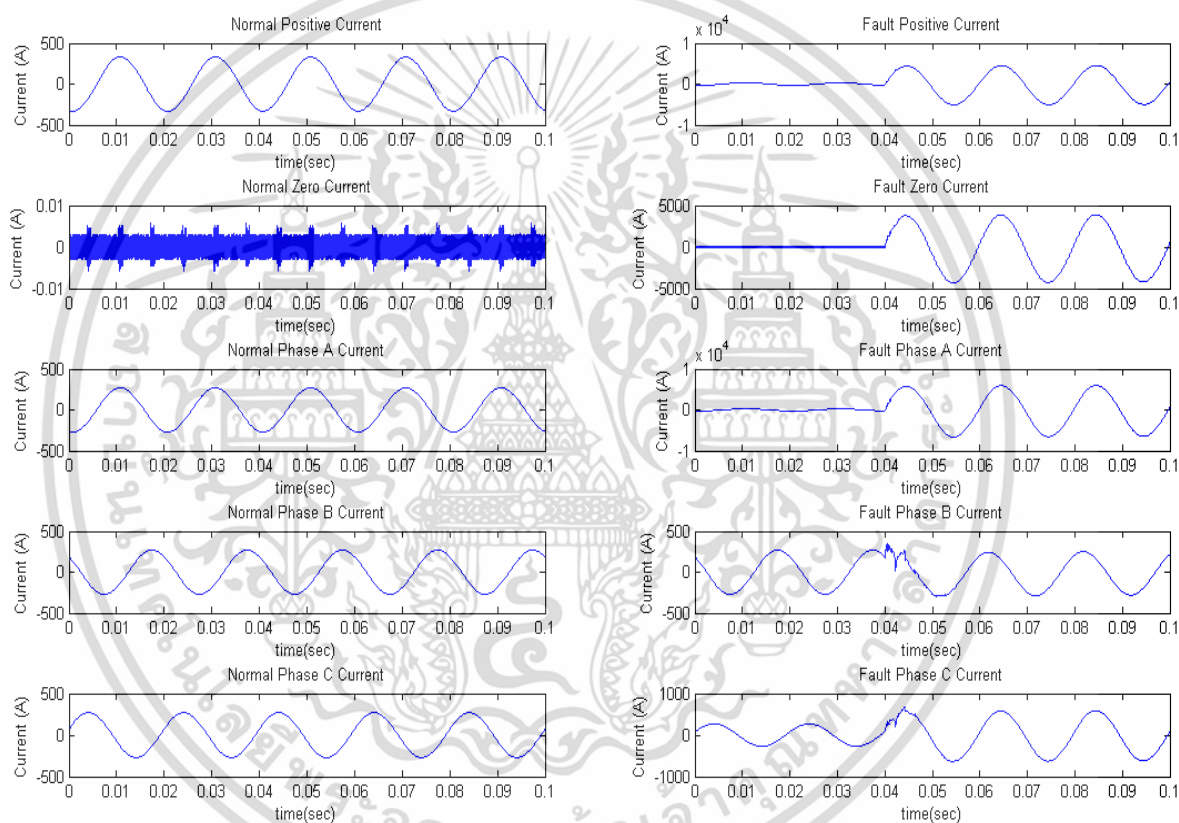 Normal Positive Current
Current (A)
500
0
-500
0 0.01 0.02 0.03 0.04 0.05 0.06 0.07 0.08 0.09 0.1
time(sec)
Normal Zero Current
Current (A)
0.01
0
-0.01
0 0.01 0.02 0.03 0.04 0.05 0.06 0.07 0.08 0.09 0.1
time(sec)
Normal Phase A Current
Current (A)
500
0
-500
0 0.01 0.02 0.03 0.04 0.05 0.06 0.07 0.08 0.09 0.1
time(sec)
Normal Phase B Current
Current (A)
500
0
-500
0 0.01 0.02 0.03 0.04 0.05 0.06 0.07 0.08 0.09 0.1
time(sec)
Normal Phase C Current
Current (A)
500
0
-500
0 0.01 0.02 0.03 0.04 0.05 0.06 0.07 0.08 0.09 0.1
time(sec)
Fault Positive Current
x 10^4
Current (A)
1
0
-1
0 0.01 0.02 0.03 0.04 0.05 0.06 0.07 0.08 0.09 0.1
time(sec)
Fault Zero Current
Current (A)
5000
0
-5000
0 0.01 0.02 0.03 0.04 0.05 0.06 0.07 0.08 0.09 0.1
time(sec)
Fault Phase A Current
x 10^4
Current (A)
1
0
-1
0 0.01 0.02 0.03 0.04 0.05 0.06 0.07 0.08 0.09 0.1
time(sec)
Fault Phase B Current
Current (A)
500
0
-500
0 0.01 0.02 0.03 0.04 0.05 0.06 0.07 0.08 0.09 0.1
time(sec)
Fault Phase C Current
Current (A)
1000
0
-1000
0 0.01 0.02 0.03 0.04 0.05 0.06 0.07 0.08 0.09 0.1
time(sec)